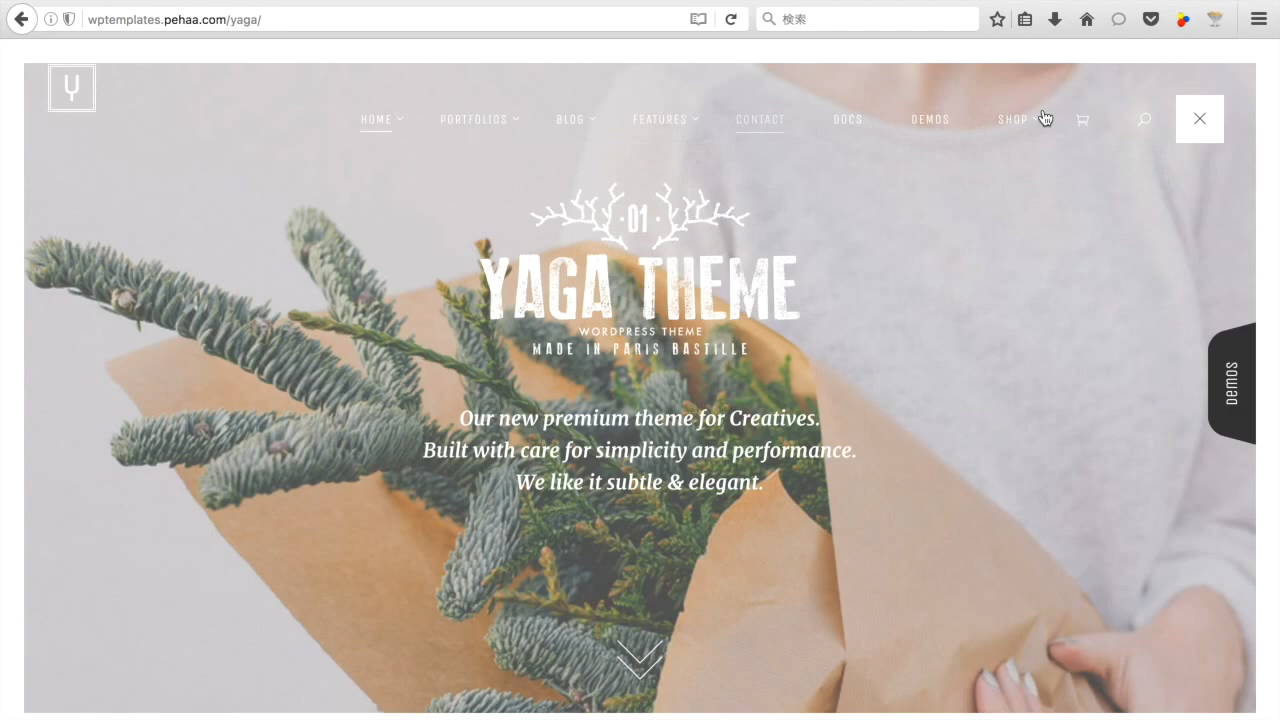 wptemplates.pehaa.com/yaga/
検索
Y
HOME
PORTFOLIOS
BLOG
FEATURES
CONTACT
DOCS
DEMOS
SHOP
·01·
YAGA THEME
WORDPRESS THEME
MADE IN PARIS BASTILLE
Our new premium theme for Creatives.
Built with care for simplicity and performance.
We like it subtle & elegant.
Demos